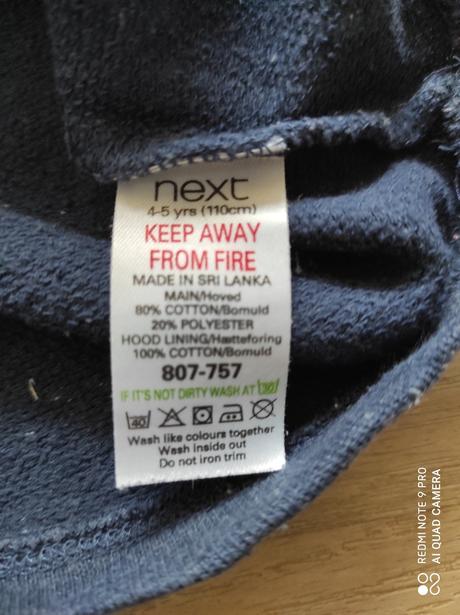 next
4-5 yrs (110cm)
KEEP AWAY
FROM FIRE
MADE IN SRI LANKA
MAIN/Hoved
80% COTTON/Bomuld
20% POLYESTER
HOOD LINING/Hætteforing
100% COTTON/Bomuld
807-757
IF IT'S NOT DIRTY WASH AT 30
40
Wash like colours together
Wash inside out
Do not iron trim
REDMI NOTE 9 PRO
AI QUAD CAMERA